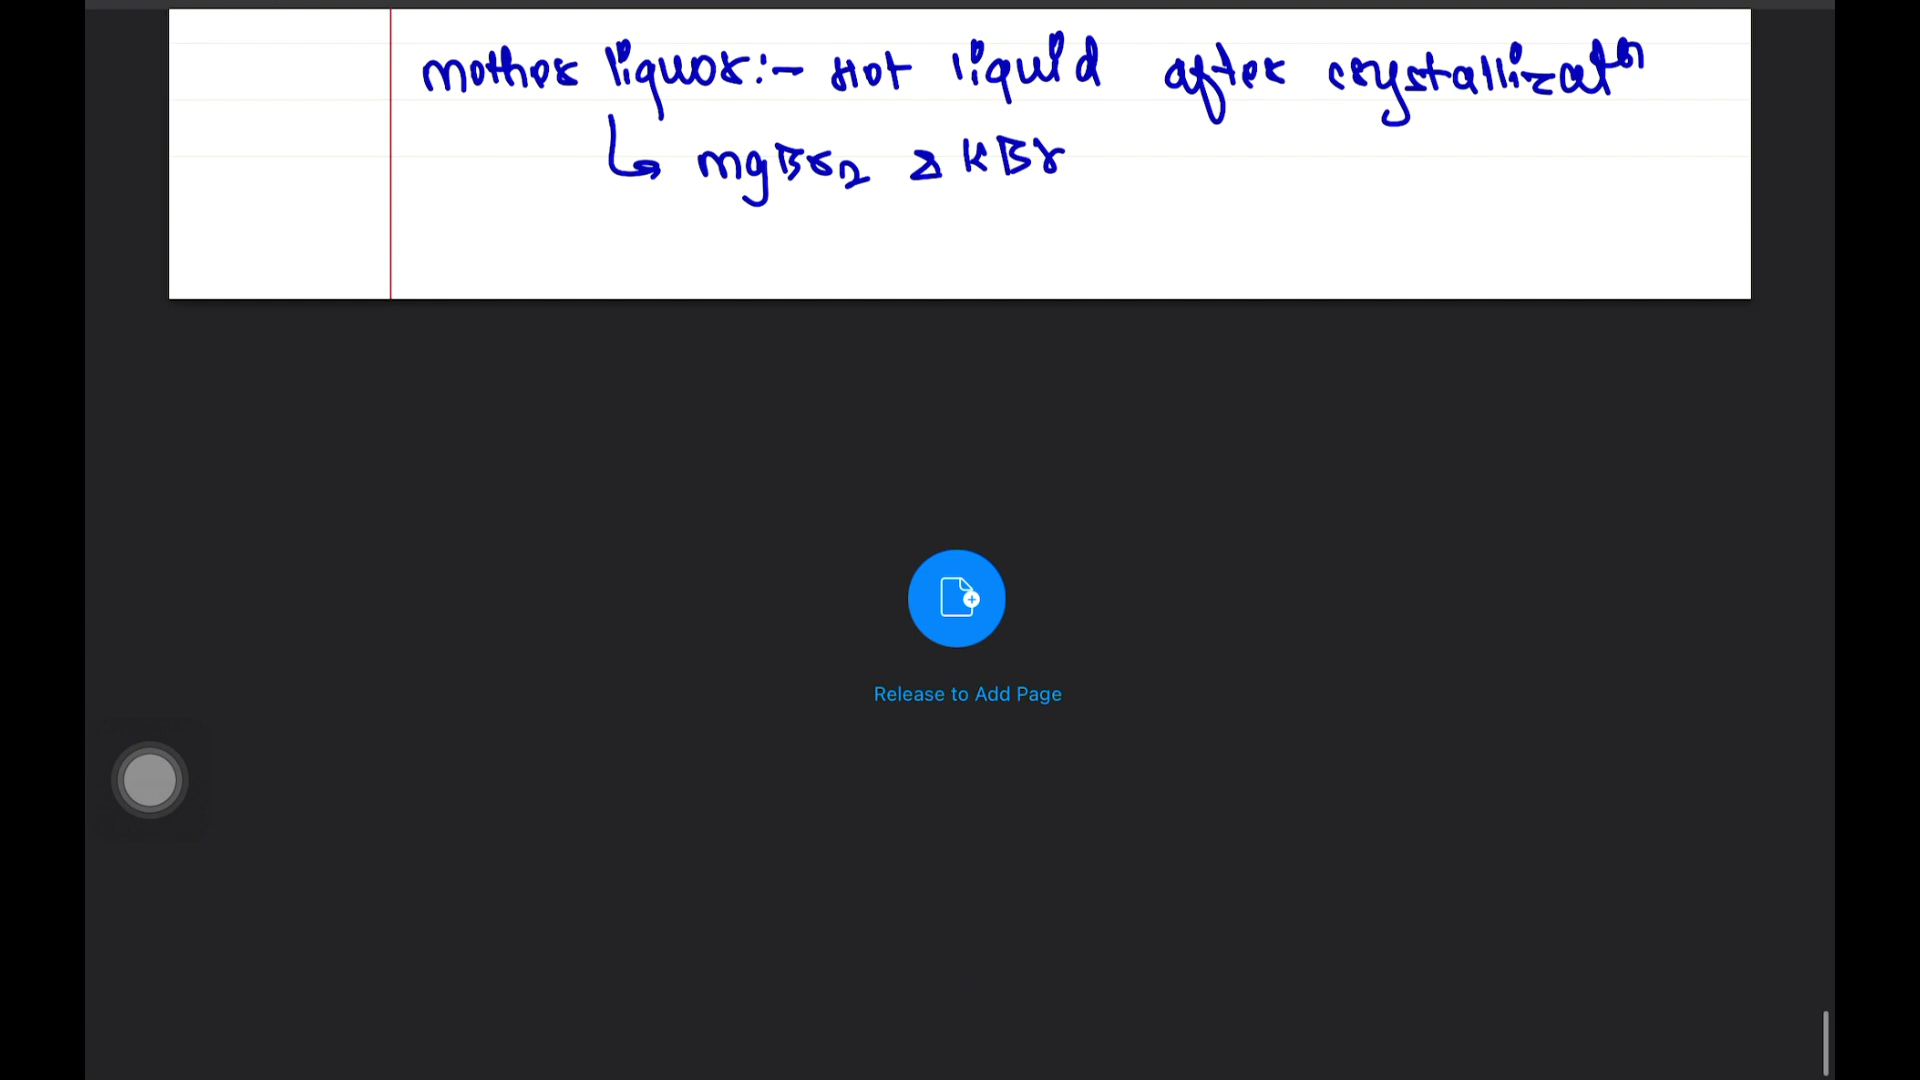 mother liquor:- Hot liquid after crystallizatn
↳ mgBr2 & KBr
Release to Add Page